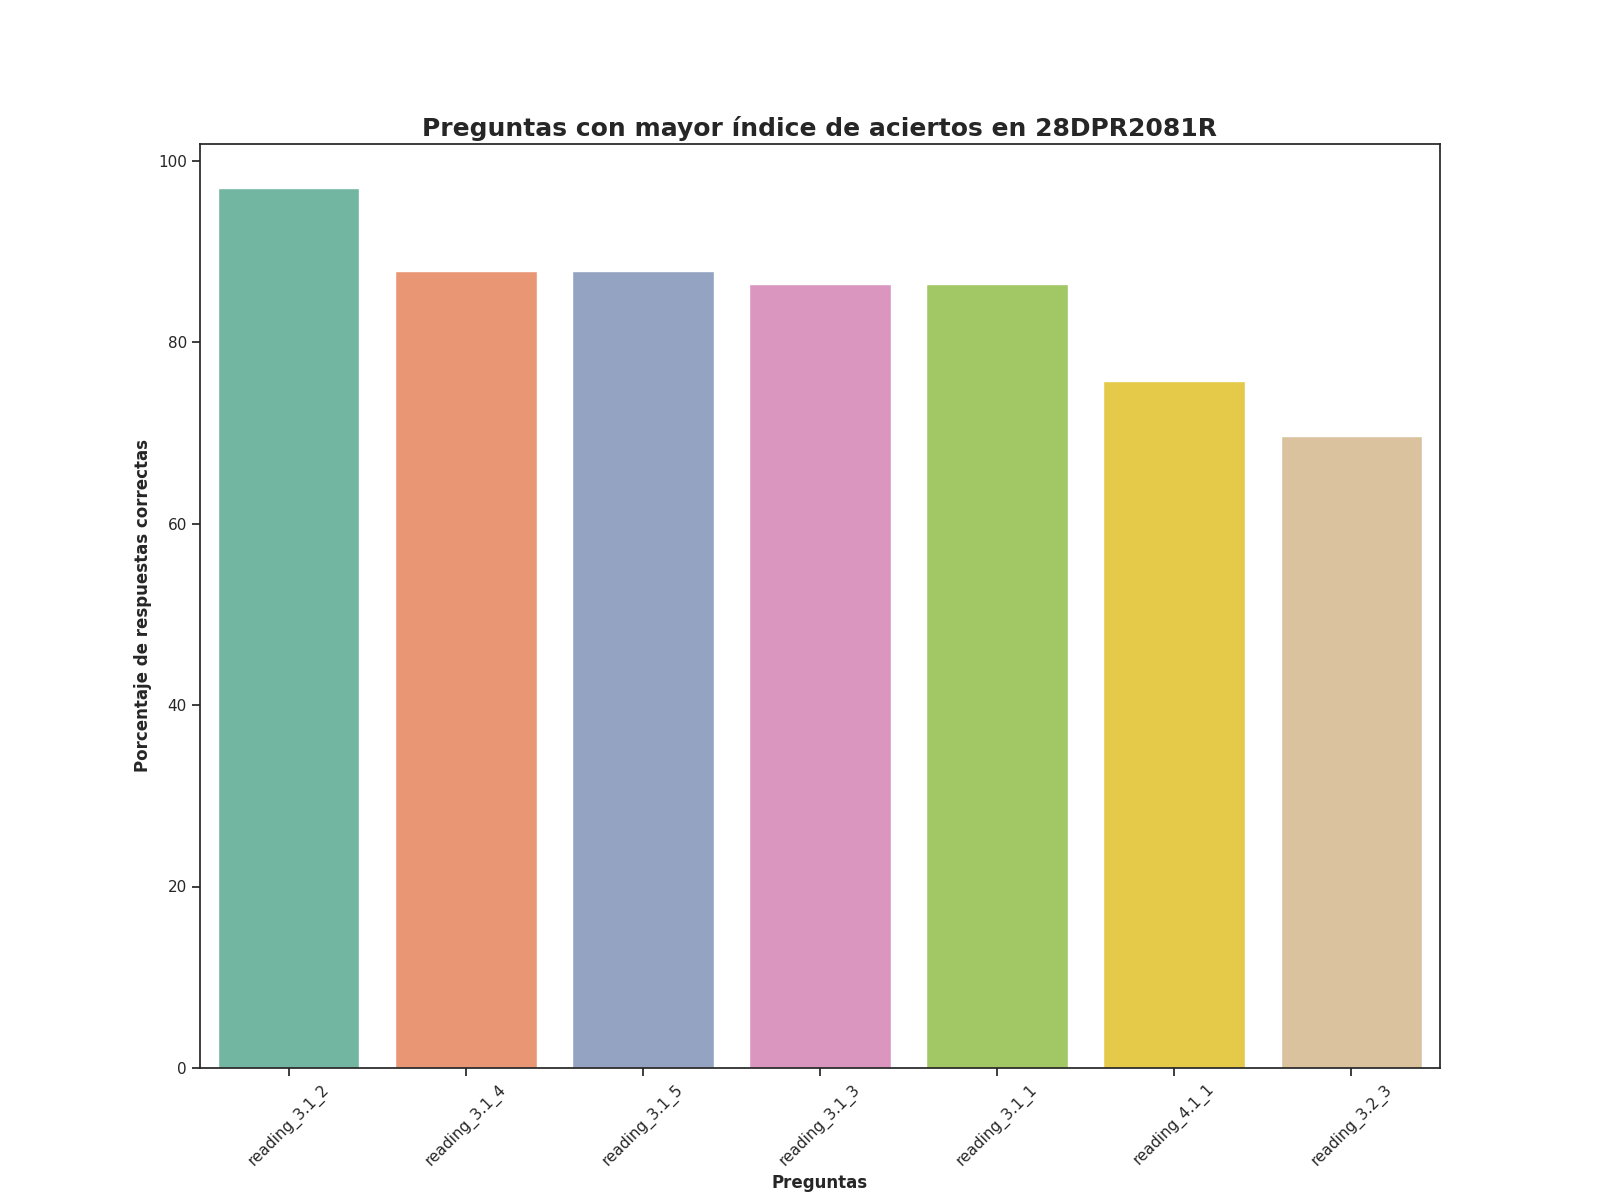 Preguntas con mayor índice de aciertos en 28DPR2081R
Porcentaje de respuestas correctas
100
80
60
40
20
0
reading_3.1_2
reading_3.1_4
reading_3.1_5
reading_3.1_3
reading_3.1_1
reading_4.1_1
reading_3.2_3
Preguntas